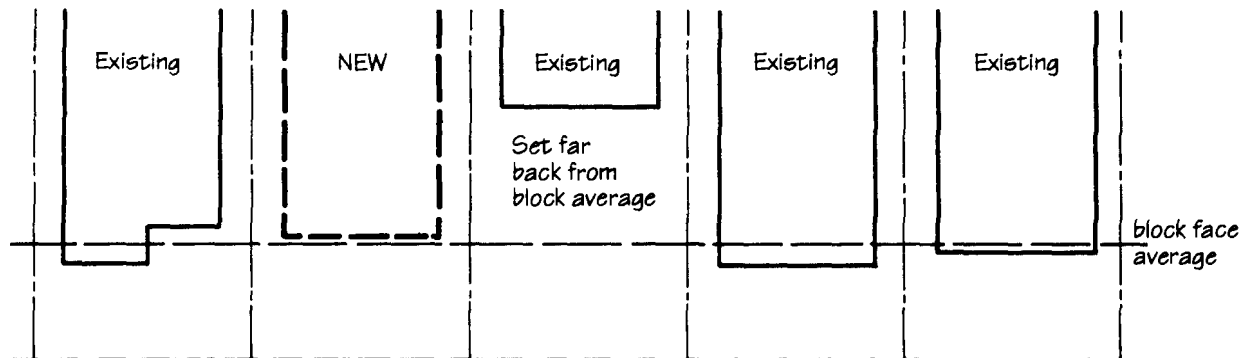 Existing
NEW
Existing
Existing
Existing
Set far
back from
block average
block face
average